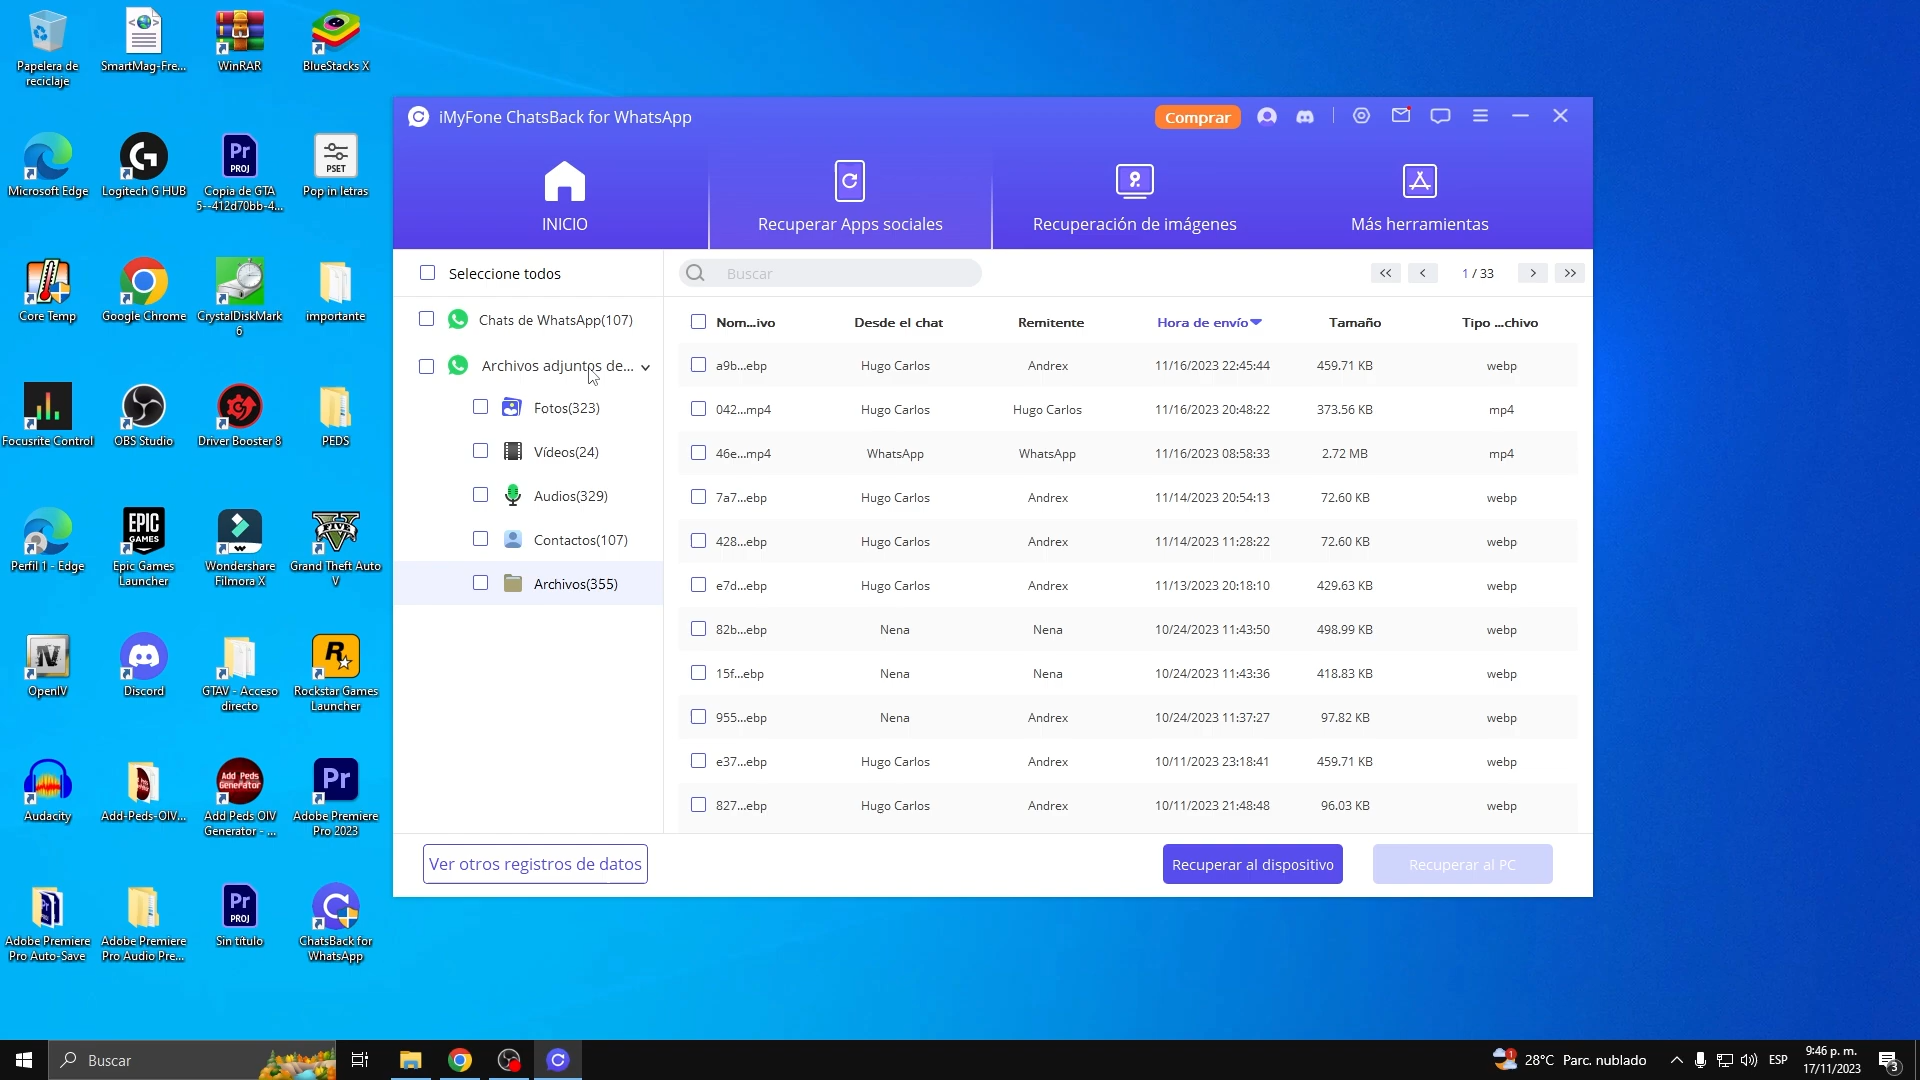 Papelera de
reciclaje
SmartMag-Fre...
WinRAR
BlueStacks X
Microsoft Edge
Logitech G HUB
Copia de GTA
5--412d70bb-4...
Pop in letras
Core Temp
Google Chrome
CrystalDiskMark
6
importante
Focusrite Control
OBS Studio
Driver Booster 8
PEDS
Perfil 1 - Edge
Epic Games
Launcher
Wondershare
Filmora X
Grand Theft Auto
V
OpenIV
Discord
GTAV - Acceso
directo
Rockstar Games
Launcher
Audacity
Add-Peds-OIV...
Add Peds OIV
Generator - ...
Adobe Premiere
Pro 2023
Adobe Premiere
Pro Auto-Save
Adobe Premiere
Pro Audio Pre...
Sin título
ChatsBack for
WhatsApp
Pr
PROJ
PSET
EPIC
GAMES
FIVE
Add Peds
Generator
Pr
Pr
PROJ
iMyFone ChatsBack for WhatsApp
Comprar
INICIO
Recuperar Apps sociales
Recuperación de imágenes
Más herramientas
Seleccione todos
Buscar
<< < 1 / 33 > >>
Chats de WhatsApp(107)
Archivos adjuntos de...
Fotos(323)
Vídeos(24)
Audios(329)
Contactos(107)
Archivos(355)
Nom...ivo Desde el chat Remitente Hora de envío Tamaño Tipo ...chivo
a9b...ebp Hugo Carlos Andrex 11/16/2023 22:45:44 459.71 KB webp
042...mp4 Hugo Carlos Hugo Carlos 11/16/2023 20:48:22 373.56 KB mp4
46e...mp4 WhatsApp WhatsApp 11/16/2023 08:58:33 2.72 MB mp4
7a7...ebp Hugo Carlos Andrex 11/14/2023 20:54:13 72.60 KB webp
428...ebp Hugo Carlos Andrex 11/14/2023 11:28:22 72.60 KB webp
e7d...ebp Hugo Carlos Andrex 11/13/2023 20:18:10 429.63 KB webp
82b...ebp Nena Nena 10/24/2023 11:43:50 498.99 KB webp
15f...ebp Nena Nena 10/24/2023 11:43:36 418.83 KB webp
955...ebp Nena Andrex 10/24/2023 11:37:27 97.82 KB webp
e37...ebp Hugo Carlos Andrex 10/11/2023 23:18:41 459.71 KB webp
827...ebp Hugo Carlos Andrex 10/11/2023 21:48:48 96.03 KB webp
Ver otros registros de datos
Recuperar al dispositivo
Recuperar al PC
Buscar
28°C Parc. nublado
ESP
9:46 p. m.
17/11/2023
3